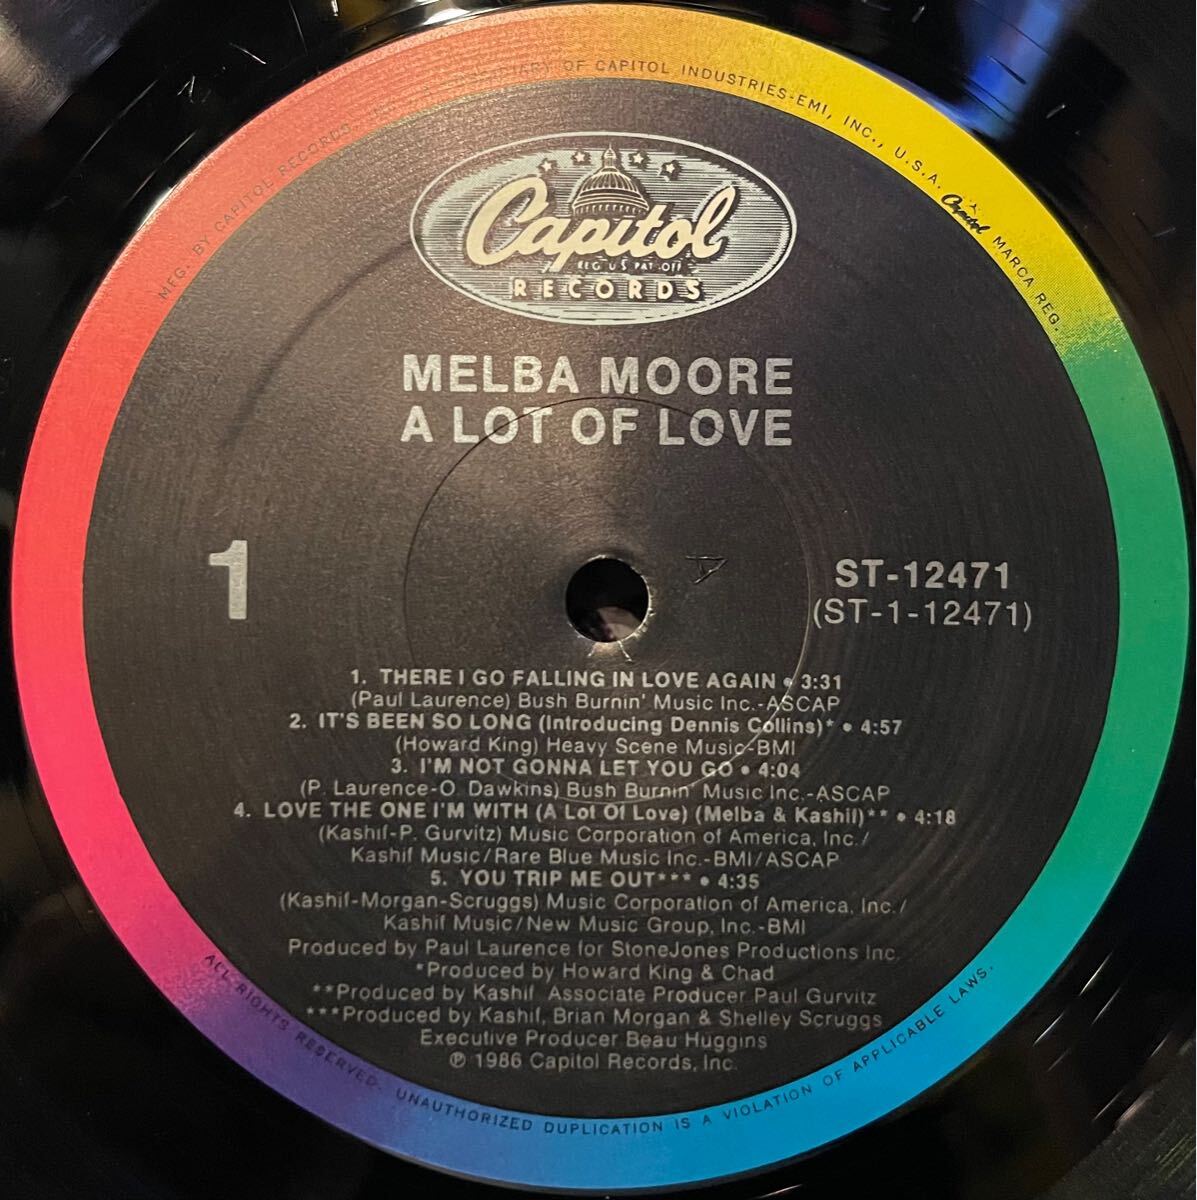 MFG. BY CAPITOL RECORDS, DIARY OF CAPITOL INDUSTRIES-EMI, INC., U.S.A. Capitol MARCA REG.
Capitol
REG U.S. PAT. OFF.
RECORDS
MELBA MOORE
A LOT OF LOVE
1
ST-12471
(ST-1-12471)
1. THERE I GO FALLING IN LOVE AGAIN • 3:31
(Paul Laurence) Bush Burnin' Music Inc.-ASCAP
2. IT'S BEEN SO LONG (Introducing Dennis Collins)* • 4:57
(Howard King) Heavy Scene Music-BMI
3. I'M NOT GONNA LET YOU GO • 4:04
(P. Laurence-O. Dawkins) Bush Burnin' Music Inc.-ASCAP
4. LOVE THE ONE I'M WITH (A Lot Of Love) (Melba & Kashif)** • 4:18
(Kashif-P. Gurvitz) Music Corporation of America, Inc./
Kashif Music/Rare Blue Music Inc.-BMI/ASCAP
5. YOU TRIP ME OUT*** • 4:35
(Kashif-Morgan-Scruggs) Music Corporation of America, Inc./
Kashif Music/New Music Group, Inc.-BMI
Produced by Paul Laurence for StoneJones Productions Inc.
*Produced by Howard King & Chad
**Produced by Kashif Associate Producer Paul Gurvitz
***Produced by Kashif, Brian Morgan & Shelley Scruggs
Executive Producer Beau Huggins
℗ 1986 Capitol Records, Inc.
ALL RIGHTS RESERVED. UNAUTHORIZED DUPLICATION IS A VIOLATION OF APPLICABLE LAWS.